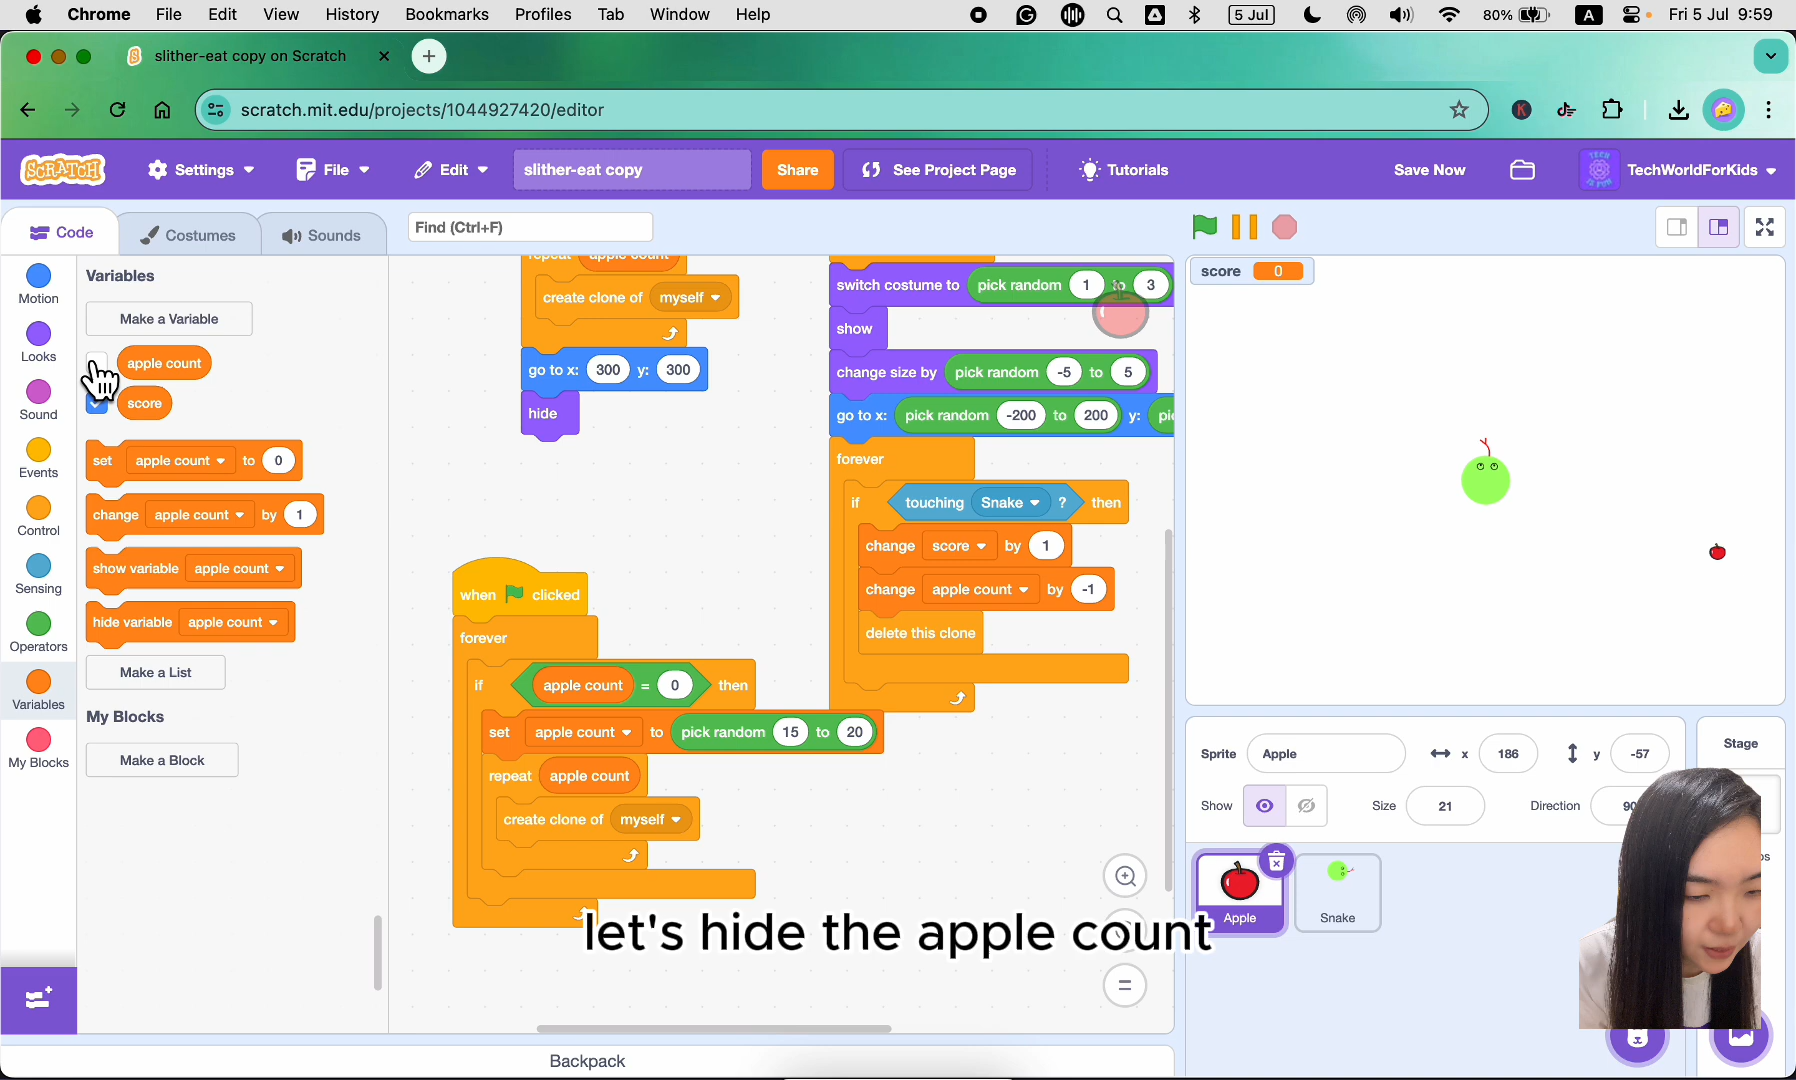 Chrome File Edit View History Bookmarks Profiles Tab Window Help
5 Jul 80% A Fri 5 Jul 9:59
slither-eat copy on Scratch
scratch.mit.edu/projects/1044927420/editor
SCRATCH Settings File Edit slither-eat copy Share See Project Page Tutorials Save Now TechWorldForKids
Code Costumes Sounds Find (Ctrl+F)
Motion
Looks
Sound
Events
Control
Sensing
Operators
Variables
My Blocks
Variables
Make a Variable
apple count
score
set apple count to 0
change apple count by 1
show variable apple count
hide variable apple count
Make a List
My Blocks
Make a Block
repeat apple count
create clone of myself
go to x: 300 y: 300
hide
when clicked
forever
if apple count = 0 then
set apple count to pick random 15 to 20
repeat apple count
create clone of myself
switch costume to pick random 1 to 3
show
change size by pick random -5 to 5
go to x: pick random -200 to 200 y:
forever
if touching Snake ? then
change score by 1
change apple count by -1
delete this clone
let's hide the apple count
Backpack
score 0
Sprite Apple x 186 y -57
Show Size 21 Direction 90
Stage
Apple
Snake